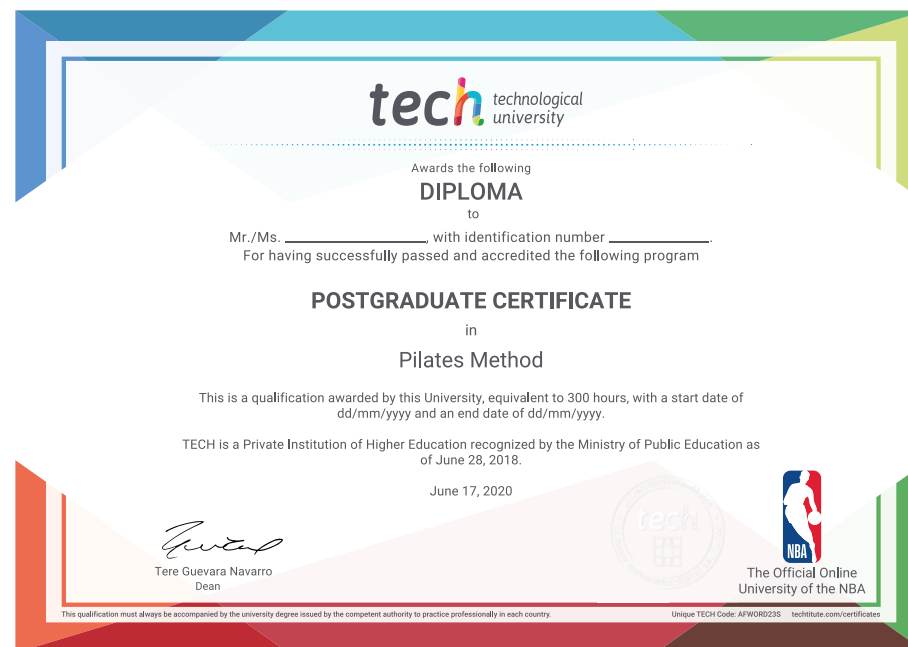 tech technological
university
Awards the following
DIPLOMA
to
Mr./Ms. ____________________, with identification number ______________.
For having successfully passed and accredited the following program
POSTGRADUATE CERTIFICATE
in
Pilates Method
This is a qualification awarded by this University, equivalent to 300 hours, with a start date of
dd/mm/yyyy and an end date of dd/mm/yyyy.
TECH is a Private Institution of Higher Education recognized by the Ministry of Public Education as
of June 28, 2018.
June 17, 2020
tech
NBA
Tere Guevara Navarro
Dean
The Official Online
University of the NBA
This qualification must always be accompanied by the university degree issued by the competent authority to practice professionally in each country.
Unique TECH Code: AFWORD23S techtitute.com/certificates